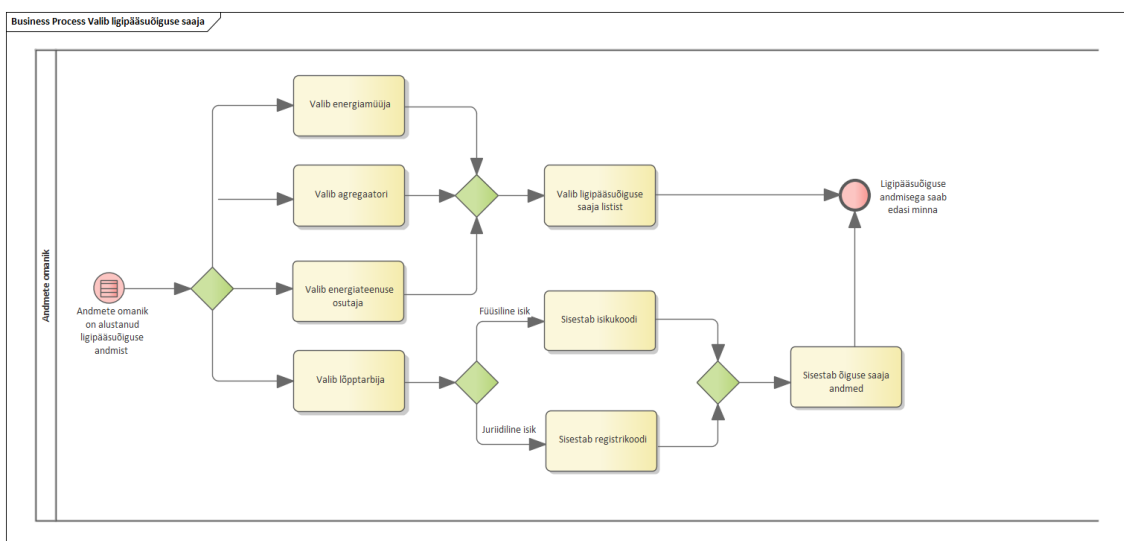 Business Process Valib ligipääsuõiguse saaja
Andmete omanik
Andmete omanik
on alustanud
ligipääsuõiguse
andmist
Valib energiamüüja
Valib agregaatori
Valib energiateenuse
osutaja
Valib lõpptarbija
Valib ligipääsuõiguse
saaja listist
Füüsiline isik
Juriidiline isik
Sisestab isikukoodi
Sisestab registrikoodi
Sisestab õiguse saaja
andmed
Ligipääsuõiguse
andmisega saab
edasi minna